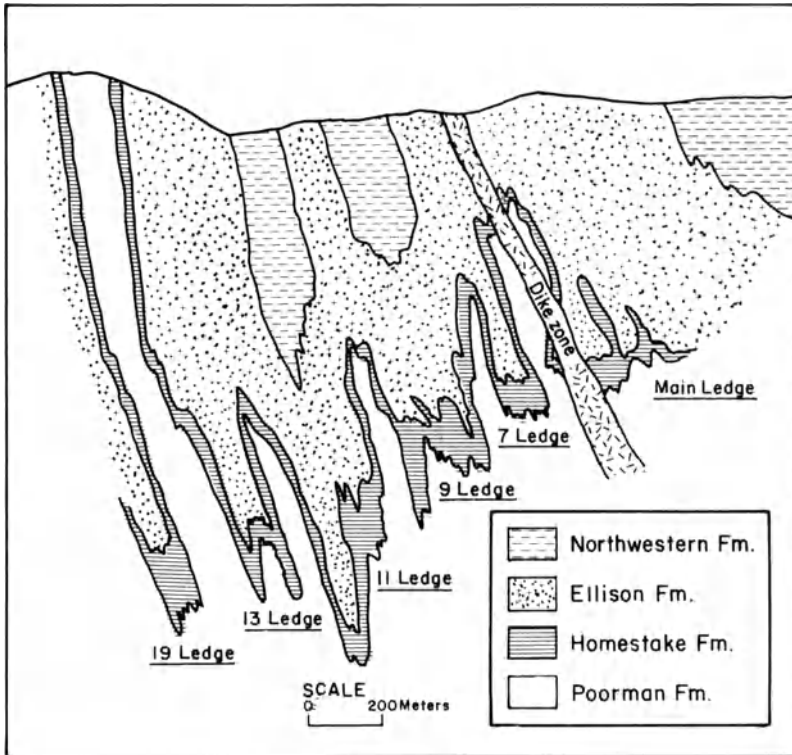 Dike zone
Main Ledge
7 Ledge
9 Ledge
11 Ledge
13 Ledge
19 Ledge
SCALE
0 200 Meters
Northwestern Fm.
Ellison Fm.
Homestake Fm.
Poorman Fm.